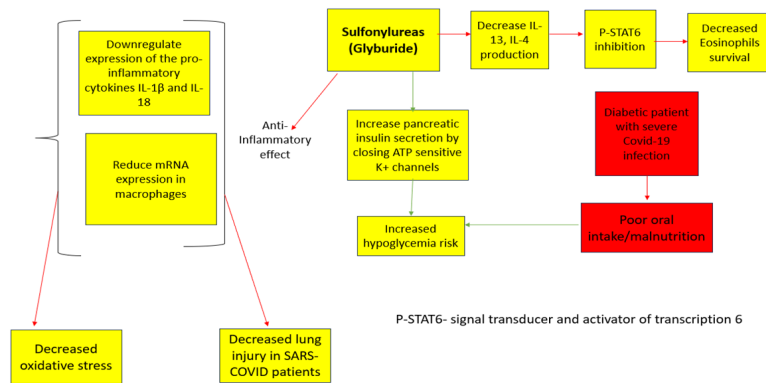 Downregulate
expression of the pro-
inflammatory
cytokines IL-1β and IL-
18
Reduce mRNA
expression in
macrophages
Decreased
oxidative stress
Decreased lung
injury in SARS-
COVID patients
Sulfonylureas
(Glyburide)
Decrease IL-
13, IL-4
production
P-STAT6
inhibition
Decreased
Eosinophils
survival
Anti-
Inflammatory
effect
Increase pancreatic
insulin secretion by
closing ATP sensitive
K+ channels
Increased
hypoglycemia risk
Diabetic patient
with severe
Covid-19
infection
Poor oral
intake/malnutrition
P-STAT6- signal transducer and activator of transcription 6